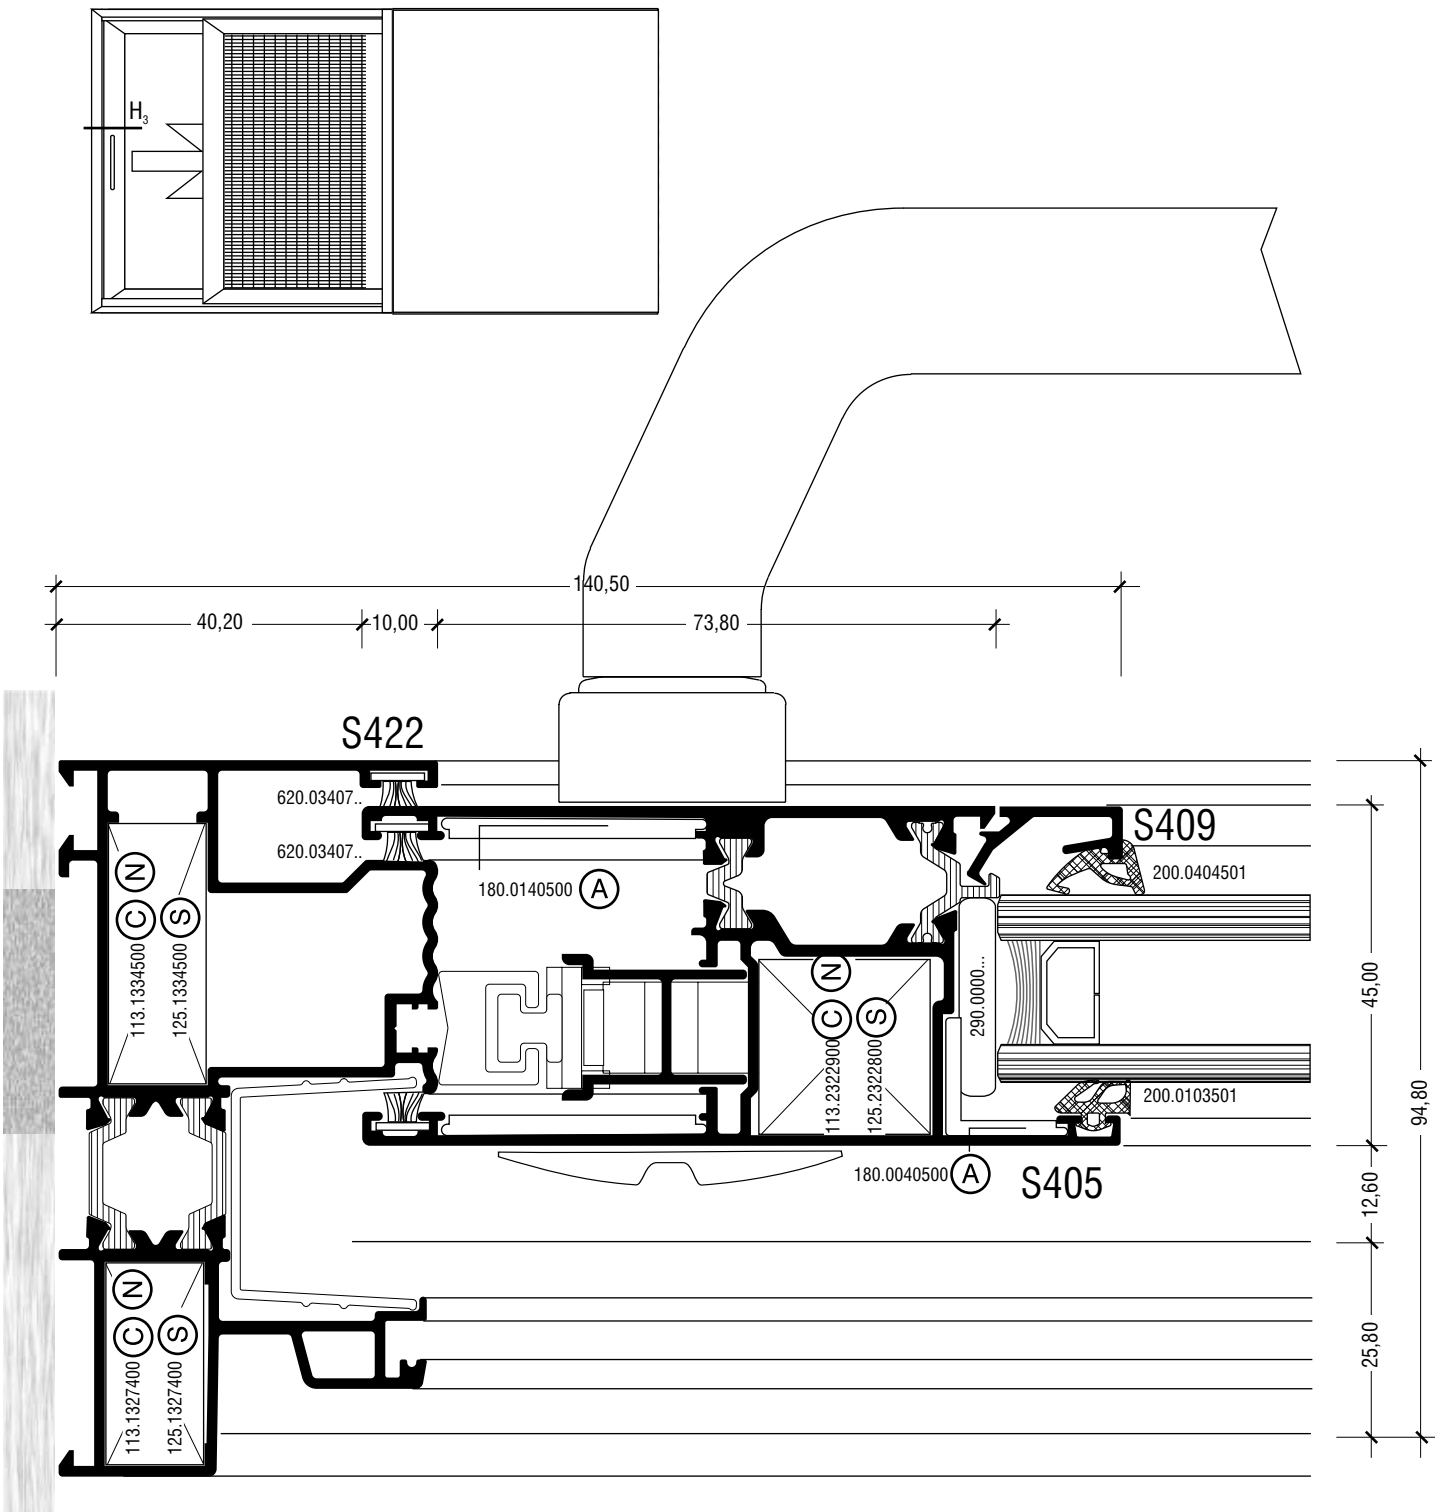 H3
140,50
40,20
10,00
73,80
S422
620.03407..
S409
620.03407..
180.0140500 A
200.0404501
113.1334500 C N
125.1334500 S
113.2322900 C N
125.2322800 S
290.0000...
45,00
94,80
200.0103501
180.0040500 A
S405
12,60
113.1327400 C N
125.1327400 S
25,80